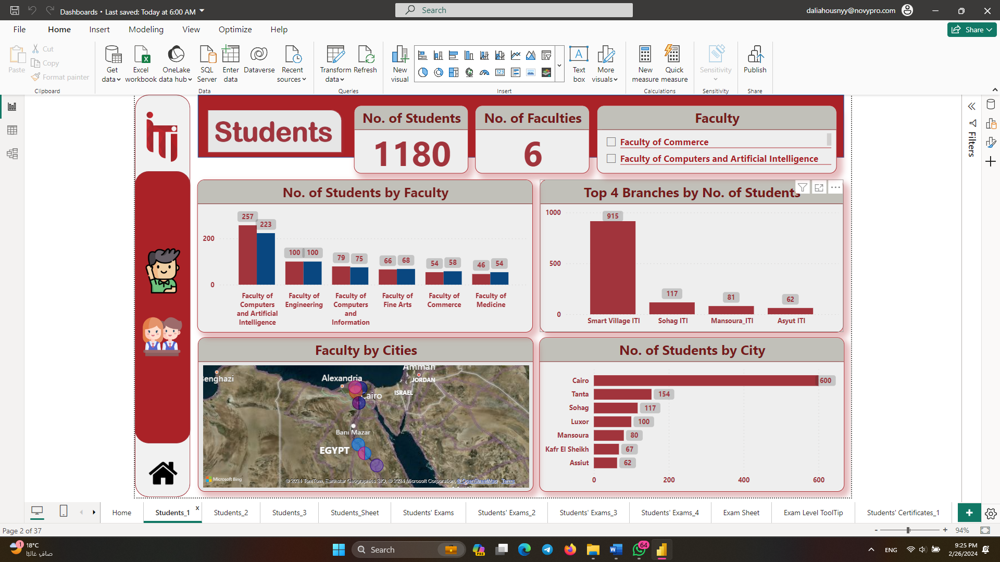 Dashboards • Last saved: Today at 6:00 AM
Search
daliahousnyy@novypro.com
File
Home
Insert
Modeling
View
Optimize
Help
Share
Paste
Cut
Copy
Format painter
Clipboard
Get data
Excel workbook
OneLake data hub
SQL Server
Enter data
Dataverse
Recent sources
Data
Transform data
Refresh
Queries
New visual
123
A
Text box
More visuals
Insert
New measure
Quick measure
Calculations
Sensitivity
Sensitivity
Publish
Share
iTi
Students
No. of Students
1180
No. of Faculties
6
Faculty
Faculty of Commerce
Faculty of Computers and Artificial Intelligence
Filters
No. of Students by Faculty
257
223
200
100
100
79
75
66
68
54
58
46
54
0
Faculty of Computers and Artificial Intelligence
Faculty of Engineering
Faculty of Computers and Information
Faculty of Fine Arts
Faculty of Commerce
Faculty of Medicine
Top 4 Branches by No. of Students
1000
915
500
117
81
62
0
Smart Village ITI
Sohag ITI
Mansoura_ITI
Asyut ITI
Faculty by Cities
enghazi
Alexandria
Amman
JORDAN
ISRAEL
Cairo
Bani Mazar
EGYPT
Microsoft Bing
© 2024 TomTom, Earthstar Geographics SIO, © 2024 Microsoft Corporation, © OpenStreetMap Terms
No. of Students by City
Cairo
600
Tanta
154
Sohag
117
Luxor
100
Mansoura
80
Kafr El Sheikh
67
Assiut
62
0
200
400
600
Home
Students_1
x
Students_2
Students_3
Students_Sheet
Students' Exams
Students' Exams_2
Students' Exams_3
Students' Exams_4
Exam Sheet
Exam Level ToolTip
Students' Certificates_1
+
Page 2 of 37
- + 94%
1
18°C
صافٍ غالبًا
Search
PRE
64
ENG
9:25 PM
2/26/2024